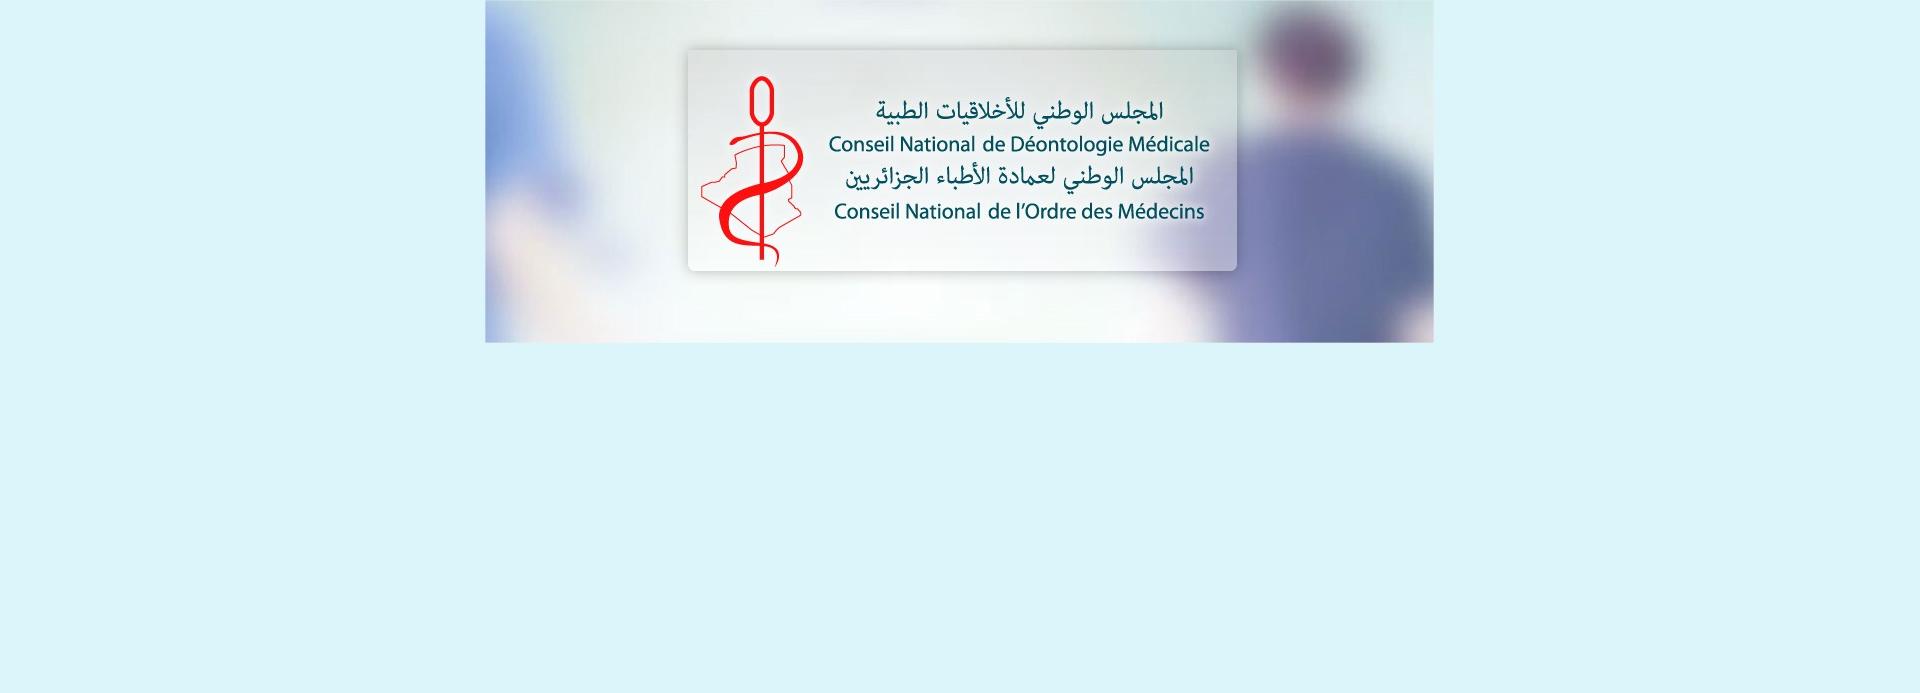 المجلس الوطني للأخلاقيات الطبية
Conseil National de Déontologie Médicale
المجلس الوطني لعمادة الأطباء الجزائريين
Conseil National de l'Ordre des Médecins